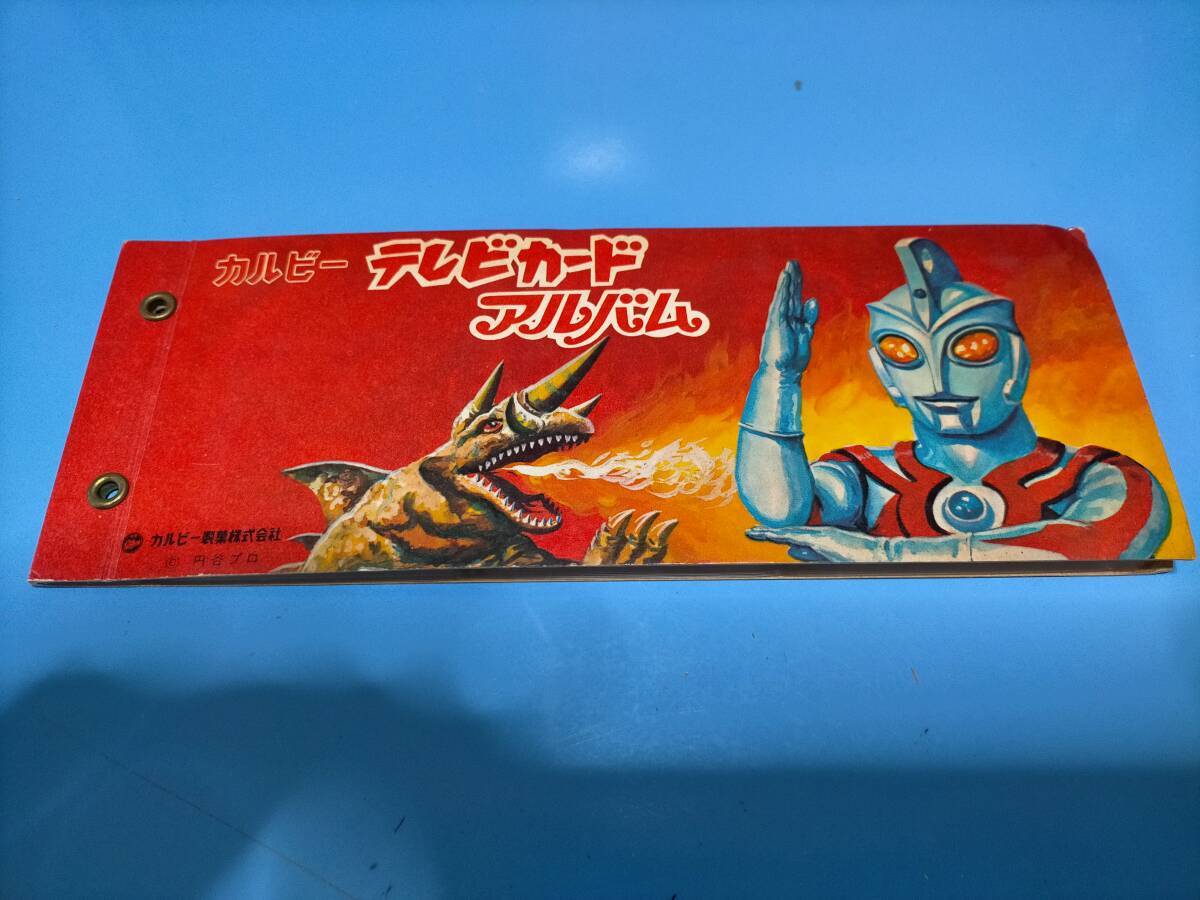 カルビー
テレビカード
アルバム
カルビー製菓株式会社
© 円谷プロ